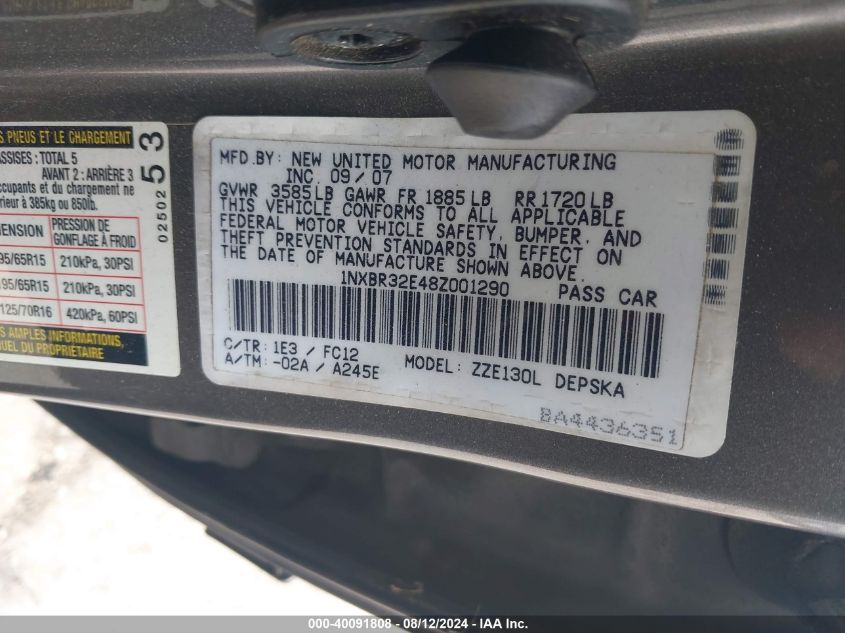 S PNEUS ET LE CHARGEMENT
ASSISES : TOTAL 5
AVANT 2 : ARRIÈRE 3
occupants et du chargement ne
érieur à 385kg ou 850lb.
ENSION PRESSION DE GONFLAGE À FROID
95/65R15 210kPa, 30PSI
95/65R15 210kPa, 30PSI
125/70R16 420kPa, 60PSI
S AMPLES INFORMATIONS,
DUEL DU PROPRIÉTAIRE
02502 53
MFD.BY: NEW UNITED MOTOR MANUFACTURING
INC. 09/07
GVWR 3585LB GAWR FR 1885LB RR 1720LB
THIS VEHICLE CONFORMS TO ALL APPLICABLE
FEDERAL MOTOR VEHICLE SAFETY, BUMPER, AND
THEFT PREVENTION STANDARDS IN EFFECT ON
THE DATE OF MANUFACTURE SHOWN ABOVE.
1NXBR32E48Z001290 PASS CAR
C/TR: 1E3 / FC12
A/TM: -02A / A245E MODEL: ZZE130L DEPSKA
BA4436351
000-40091808 - 08/12/2024 - IAA Inc.